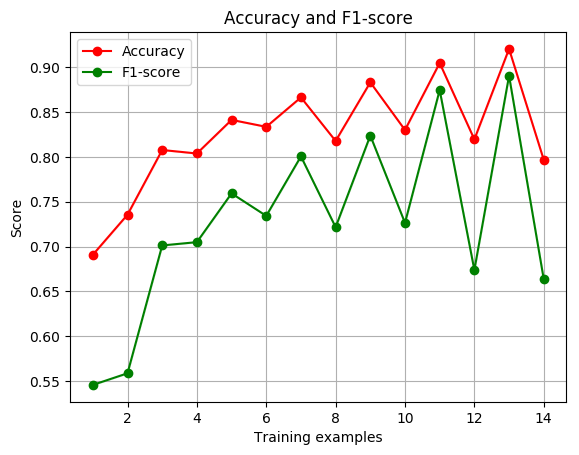 Accuracy and F1-score
Accuracy
F1-score
0.90
0.85
0.80
0.75
0.70
0.65
0.60
0.55
Score
2 4 6 8 10 12 14
Training examples